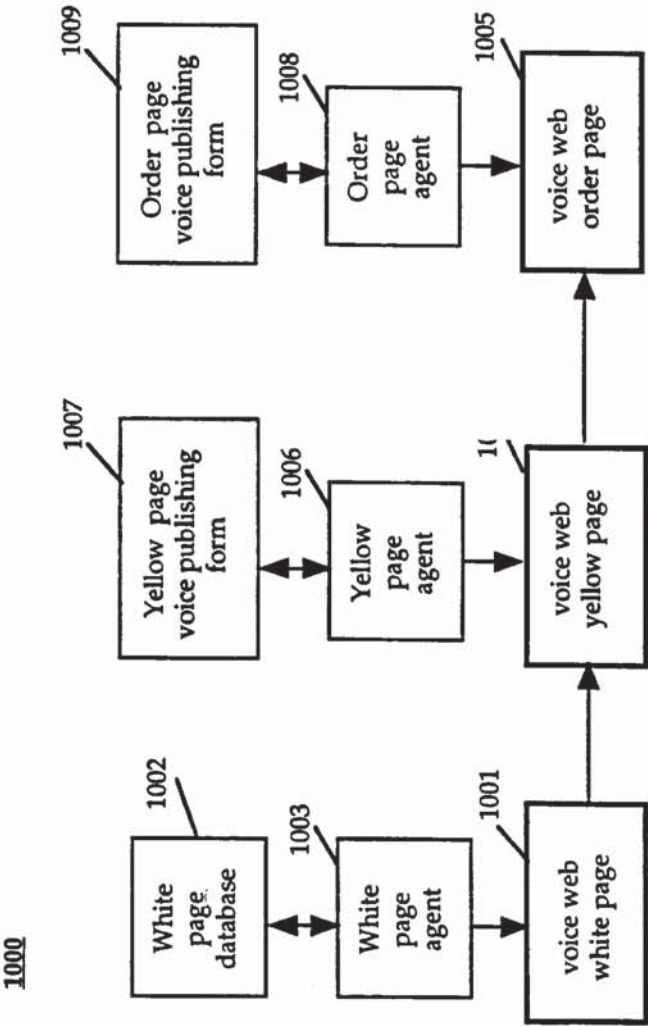 1000
White
page
database
1002
White
page
agent
1003
voice web
white page
1001
Yellow page
voice publishing
form
1007
Yellow
page
agent
1006
voice web
yellow page
Order page
voice publishing
form
1009
Order
page
agent
1008
voice web
order page
1005